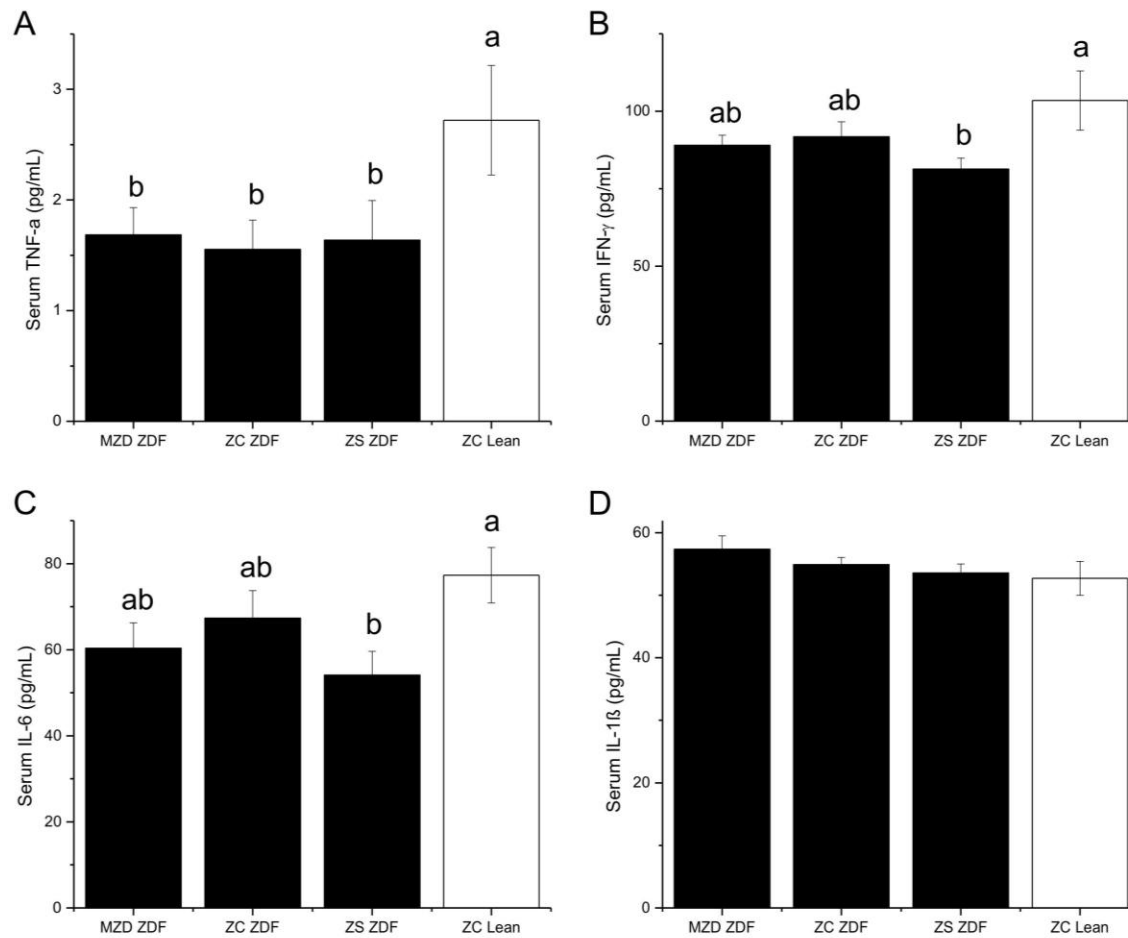 A
Serum TNF-a (pg/mL)
3
2
1
0
b
b
b
a
MZD ZDF
ZC ZDF
ZS ZDF
ZC Lean
B
Serum IFN-γ (pg/mL)
100
50
0
ab
ab
b
a
MZD ZDF
ZC ZDF
ZS ZDF
ZC Lean
C
Serum IL-6 (pg/mL)
80
60
40
20
0
ab
ab
b
a
MZD ZDF
ZC ZDF
ZS ZDF
ZC Lean
D
Serum IL-1ß (pg/mL)
60
40
20
0
MZD ZDF
ZC ZDF
ZS ZDF
ZC Lean